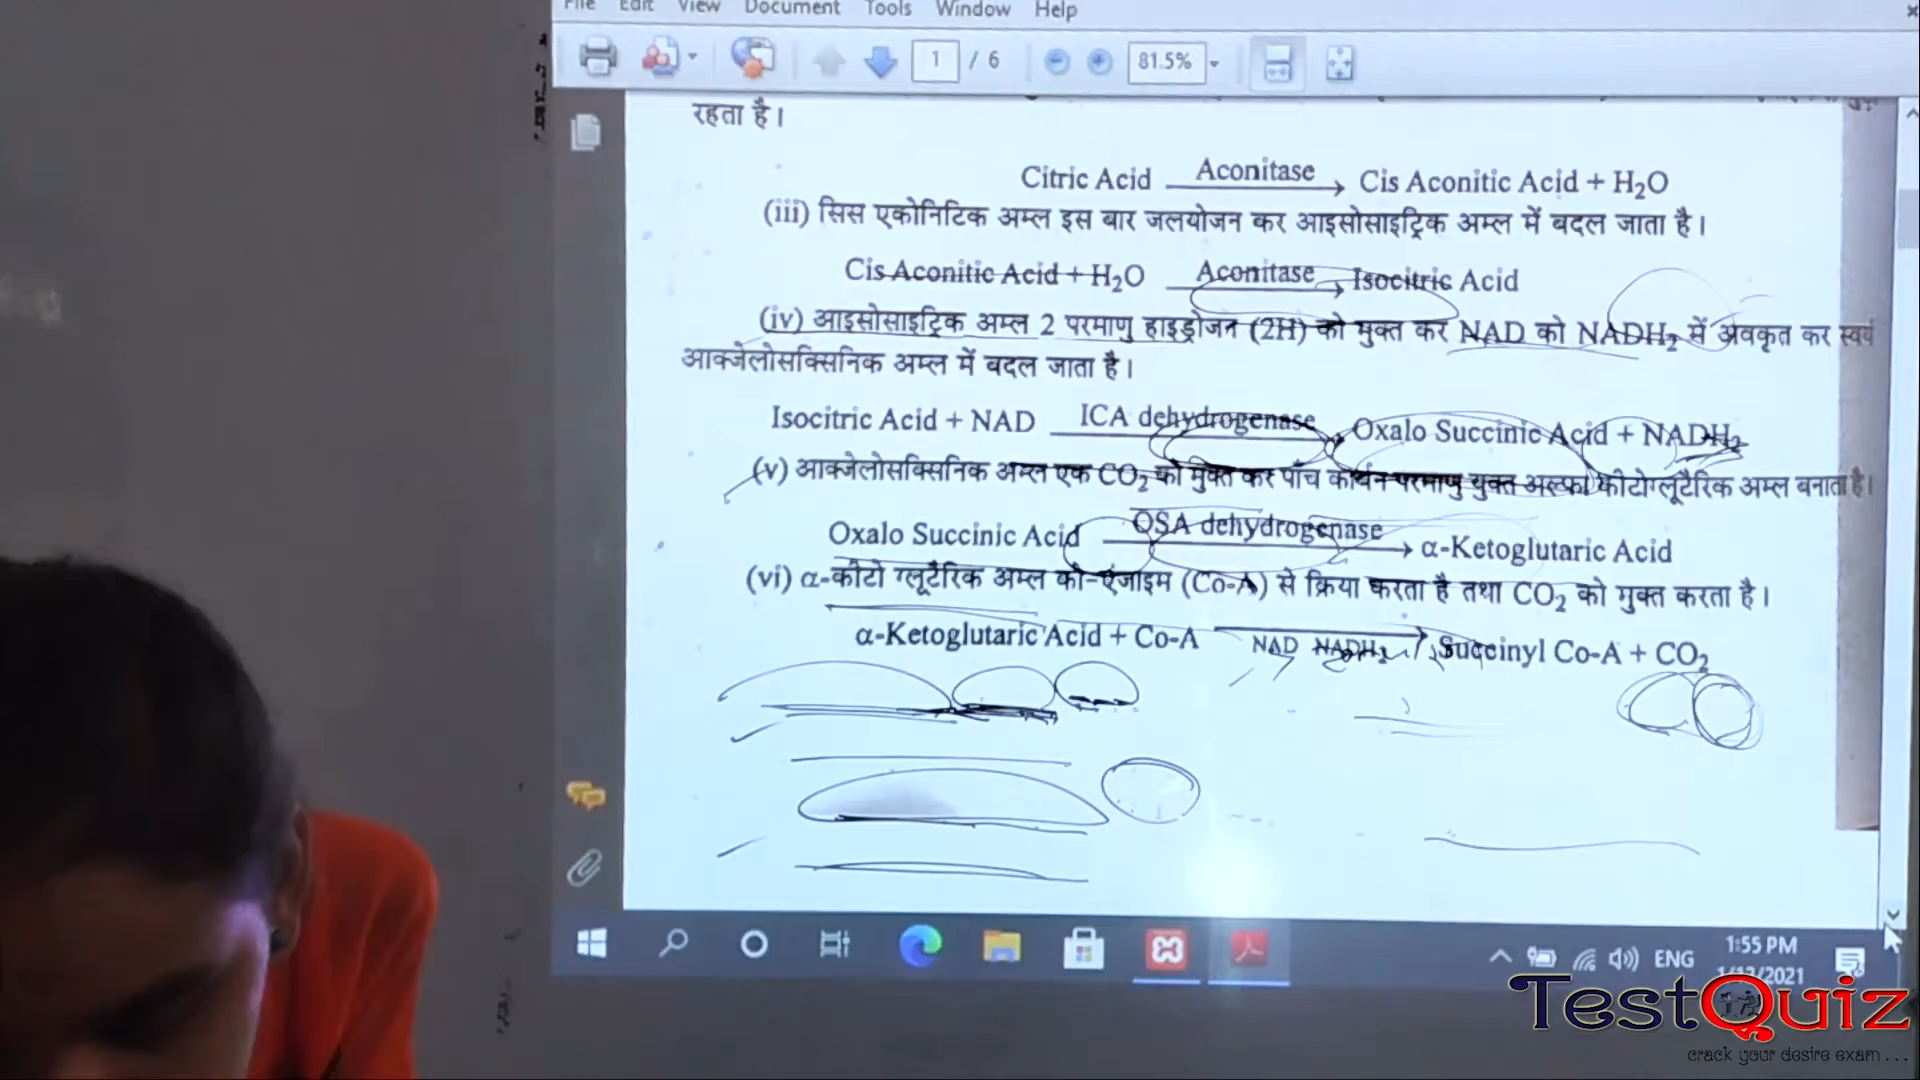 File Edit View Document Tools Window Help
1 / 6 81.5%
रहता है।
Citric Acid Aconitase Cis Aconitic Acid + H₂O
(iii) सिस एकोनिटिक अम्ल इस बार जलयोजन कर आइसोसाइट्रिक अम्ल में बदल जाता है।
Cis Aconitic Acid + H₂O Aconitase Isocitric Acid
(iv) आइसोसाइट्रिक अम्ल 2 परमाणु हाइड्रोजन (2H) को मुक्त कर NAD को NADH₂ में अवकृत कर स्वयं
आक्जेलोसक्सिनिक अम्ल में बदल जाता है।
Isocitric Acid + NAD ICA dehydrogenase Oxalo Succinic Acid + NADH₂
(v) आक्जेलोसक्सिनिक अम्ल एक CO₂ को मुक्त कर पाँच कार्बन परमाणु युक्त अल्फा कीटोग्लूटैरिक अम्ल बनाता है।
Oxalo Succinic Acid OSA dehydrogenase α-Ketoglutaric Acid
(vi) α-कीटो ग्लूटैरिक अम्ल को-एंजाइम (Co-A) से क्रिया करता है तथा CO₂ को मुक्त करता है।
α-Ketoglutaric Acid + Co-A NAD NADH₂ Succinyl Co-A + CO₂
ENG 1:55 PM
1/12/2021
TestQuiz
crack your desire exam ...